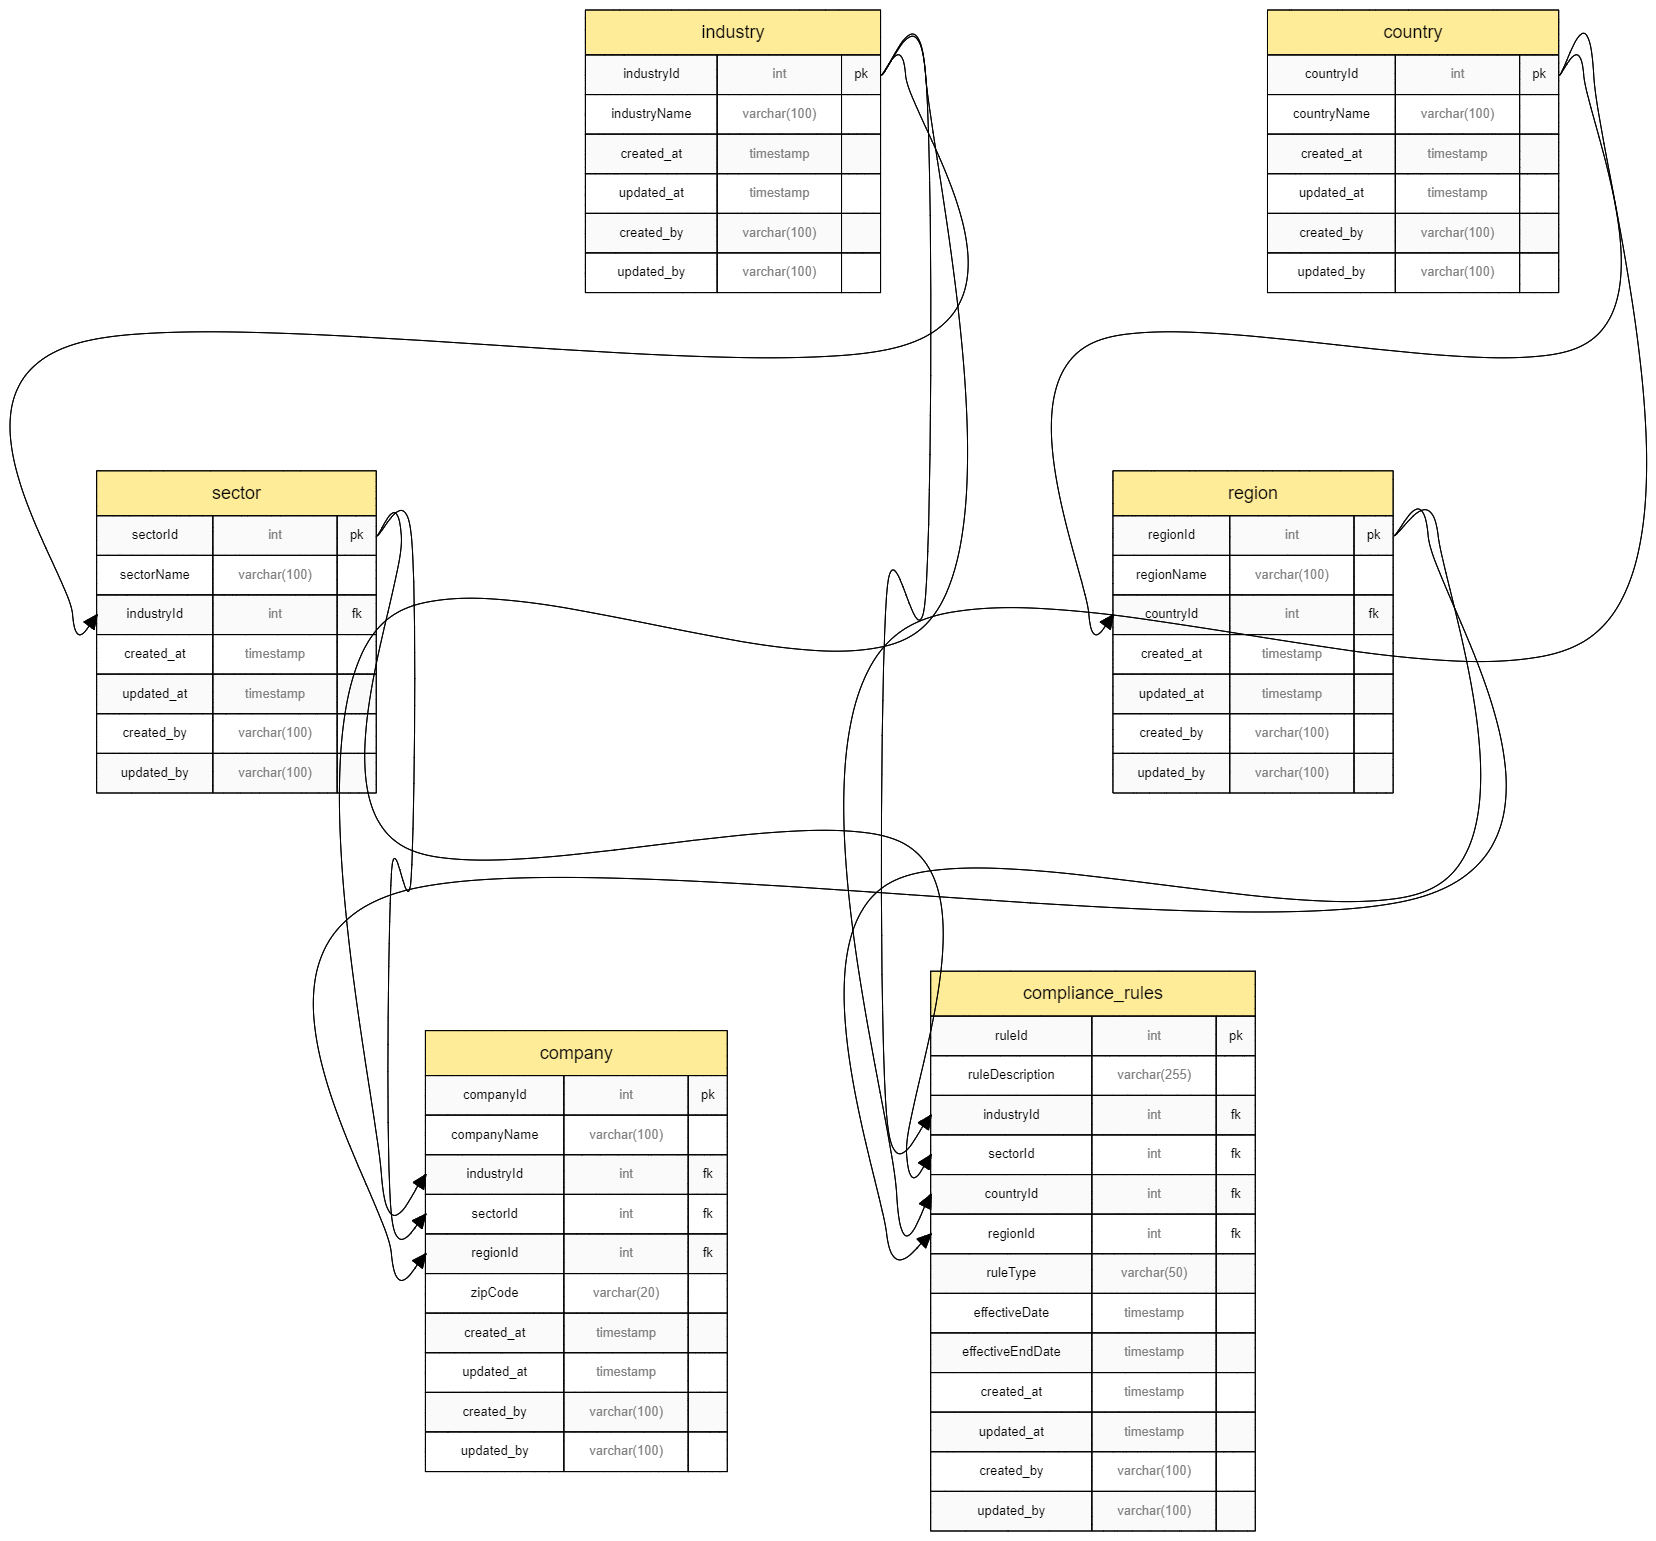 industry
industryId int pk
industryName varchar(100)
created_at timestamp
updated_at timestamp
created_by varchar(100)
updated_by varchar(100)
country
countryId int pk
countryName varchar(100)
created_at timestamp
updated_at timestamp
created_by varchar(100)
updated_by varchar(100)
sector
sectorId int pk
sectorName varchar(100)
industryId int fk
created_at timestamp
updated_at timestamp
created_by varchar(100)
updated_by varchar(100)
region
regionId int pk
regionName varchar(100)
countryId int fk
created_at timestamp
updated_at timestamp
created_by varchar(100)
updated_by varchar(100)
company
companyId int pk
companyName varchar(100)
industryId int fk
sectorId int fk
regionId int fk
zipCode varchar(20)
created_at timestamp
updated_at timestamp
created_by varchar(100)
updated_by varchar(100)
compliance_rules
ruleId int pk
ruleDescription varchar(255)
industryId int fk
sectorId int fk
countryId int fk
regionId int fk
ruleType varchar(50)
effectiveDate timestamp
effectiveEndDate timestamp
created_at timestamp
updated_at timestamp
created_by varchar(100)
updated_by varchar(100)